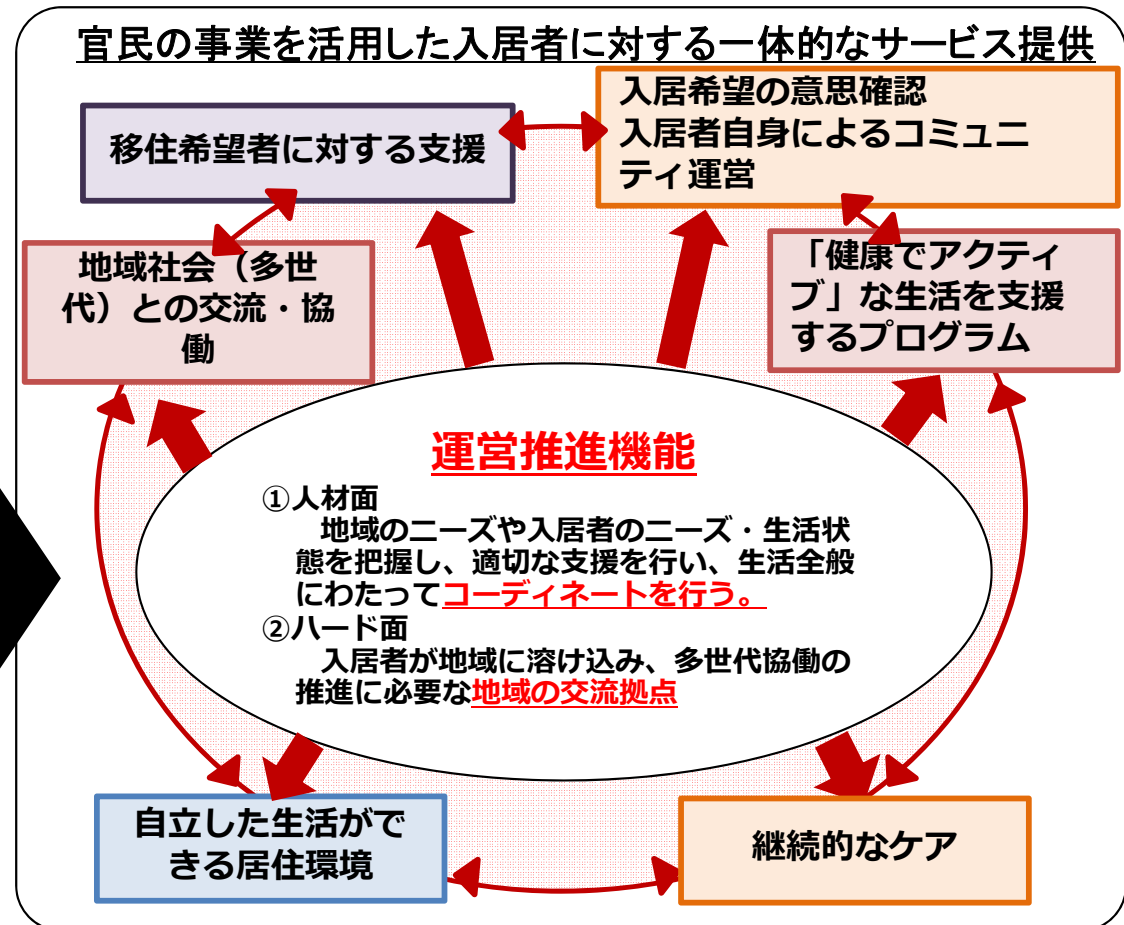 官民の事業を活用した入居者に対する一体的なサービス提供
移住希望者に対する支援
入居希望の意思確認
入居者自身によるコミュニ
ティ運営
地域社会（多世
代）との交流・協
働
「健康でアクティ
ブ」な生活を支援
するプログラム
運営推進機能
①人材面
地域のニーズや入居者のニーズ・生活状
態を把握し、適切な支援を行い、生活全般
にわたってコーディネートを行う。
②ハード面
入居者が地域に溶け込み、多世代協働の
推進に必要な地域の交流拠点
自立した生活がで
きる居住環境
継続的なケア